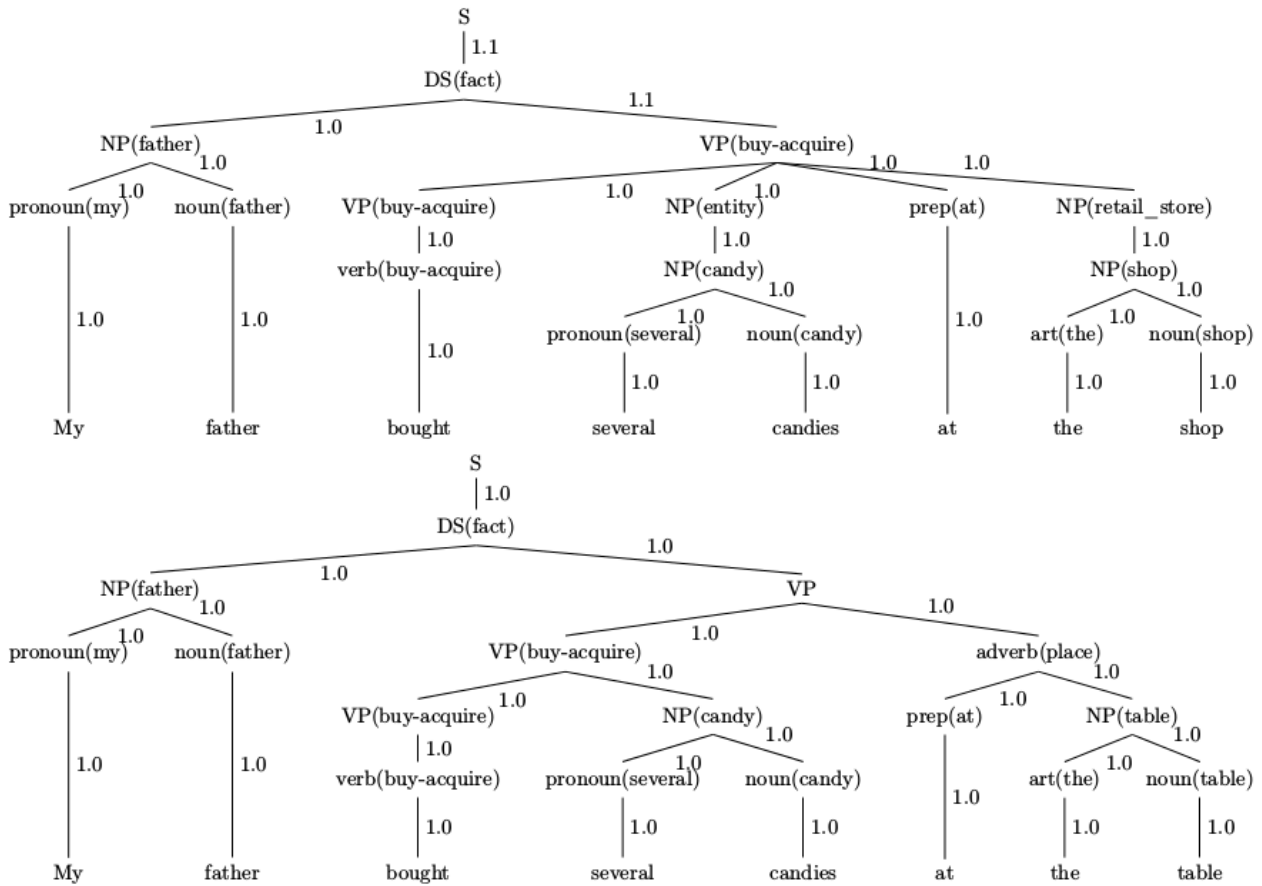 S
1.1
DS(fact)
1.1
1.0
NP(father) VP(buy-acquire)
1.0 1.0 1.0
1.0 1.0 1.0
pronoun(my) noun(father) VP(buy-acquire) NP(entity) prep(at) NP(retail_store)
1.0 1.0 1.0
verb(buy-acquire) NP(candy) NP(shop)
1.0 1.0
1.0 1.0 1.0 1.0 1.0
pronoun(several) noun(candy) art(the) noun(shop)
1.0
1.0 1.0 1.0 1.0
My father bought several candies at the shop
S
1.0
DS(fact)
1.0
1.0
NP(father) VP
1.0 1.0
1.0 1.0
pronoun(my) noun(father) VP(buy-acquire) adverb(place)
1.0 1.0
1.0 1.0
VP(buy-acquire) NP(candy) prep(at) NP(table)
1.0 1.0 1.0
1.0 1.0 1.0 1.0
verb(buy-acquire) pronoun(several) noun(candy) art(the) noun(table)
1.0
1.0 1.0 1.0 1.0 1.0
My father bought several candies at the table